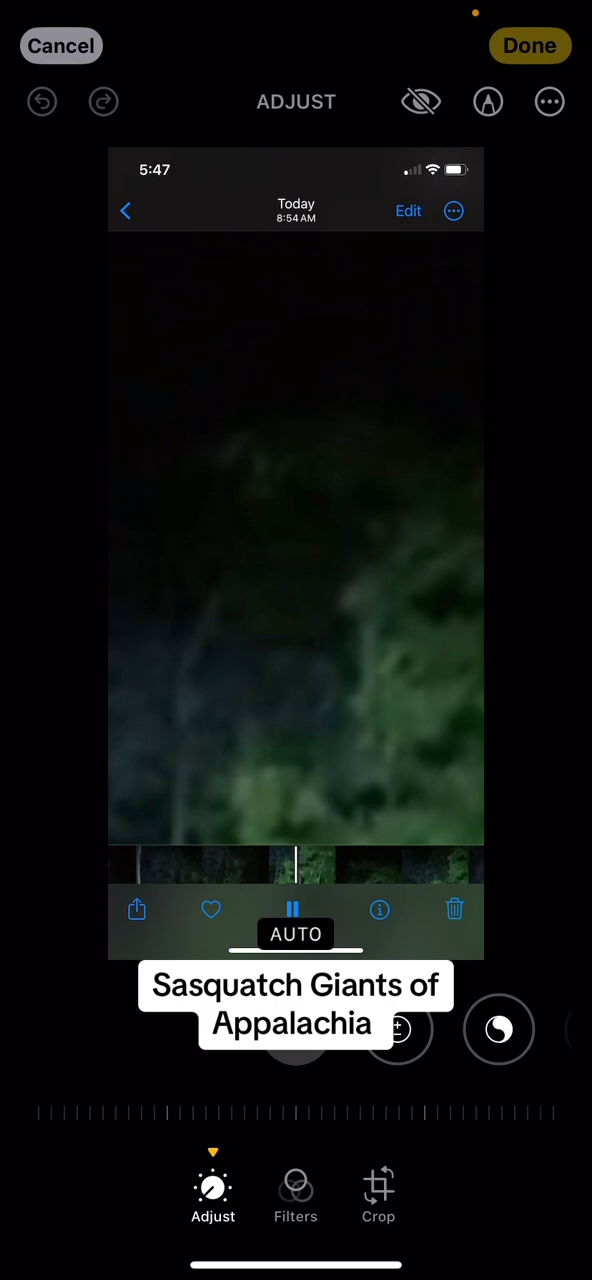 Cancel
Done
ADJUST
5:47
Today
8:54 AM
Edit
AUTO
Sasquatch Giants of
Appalachia
Adjust
Filters
Crop